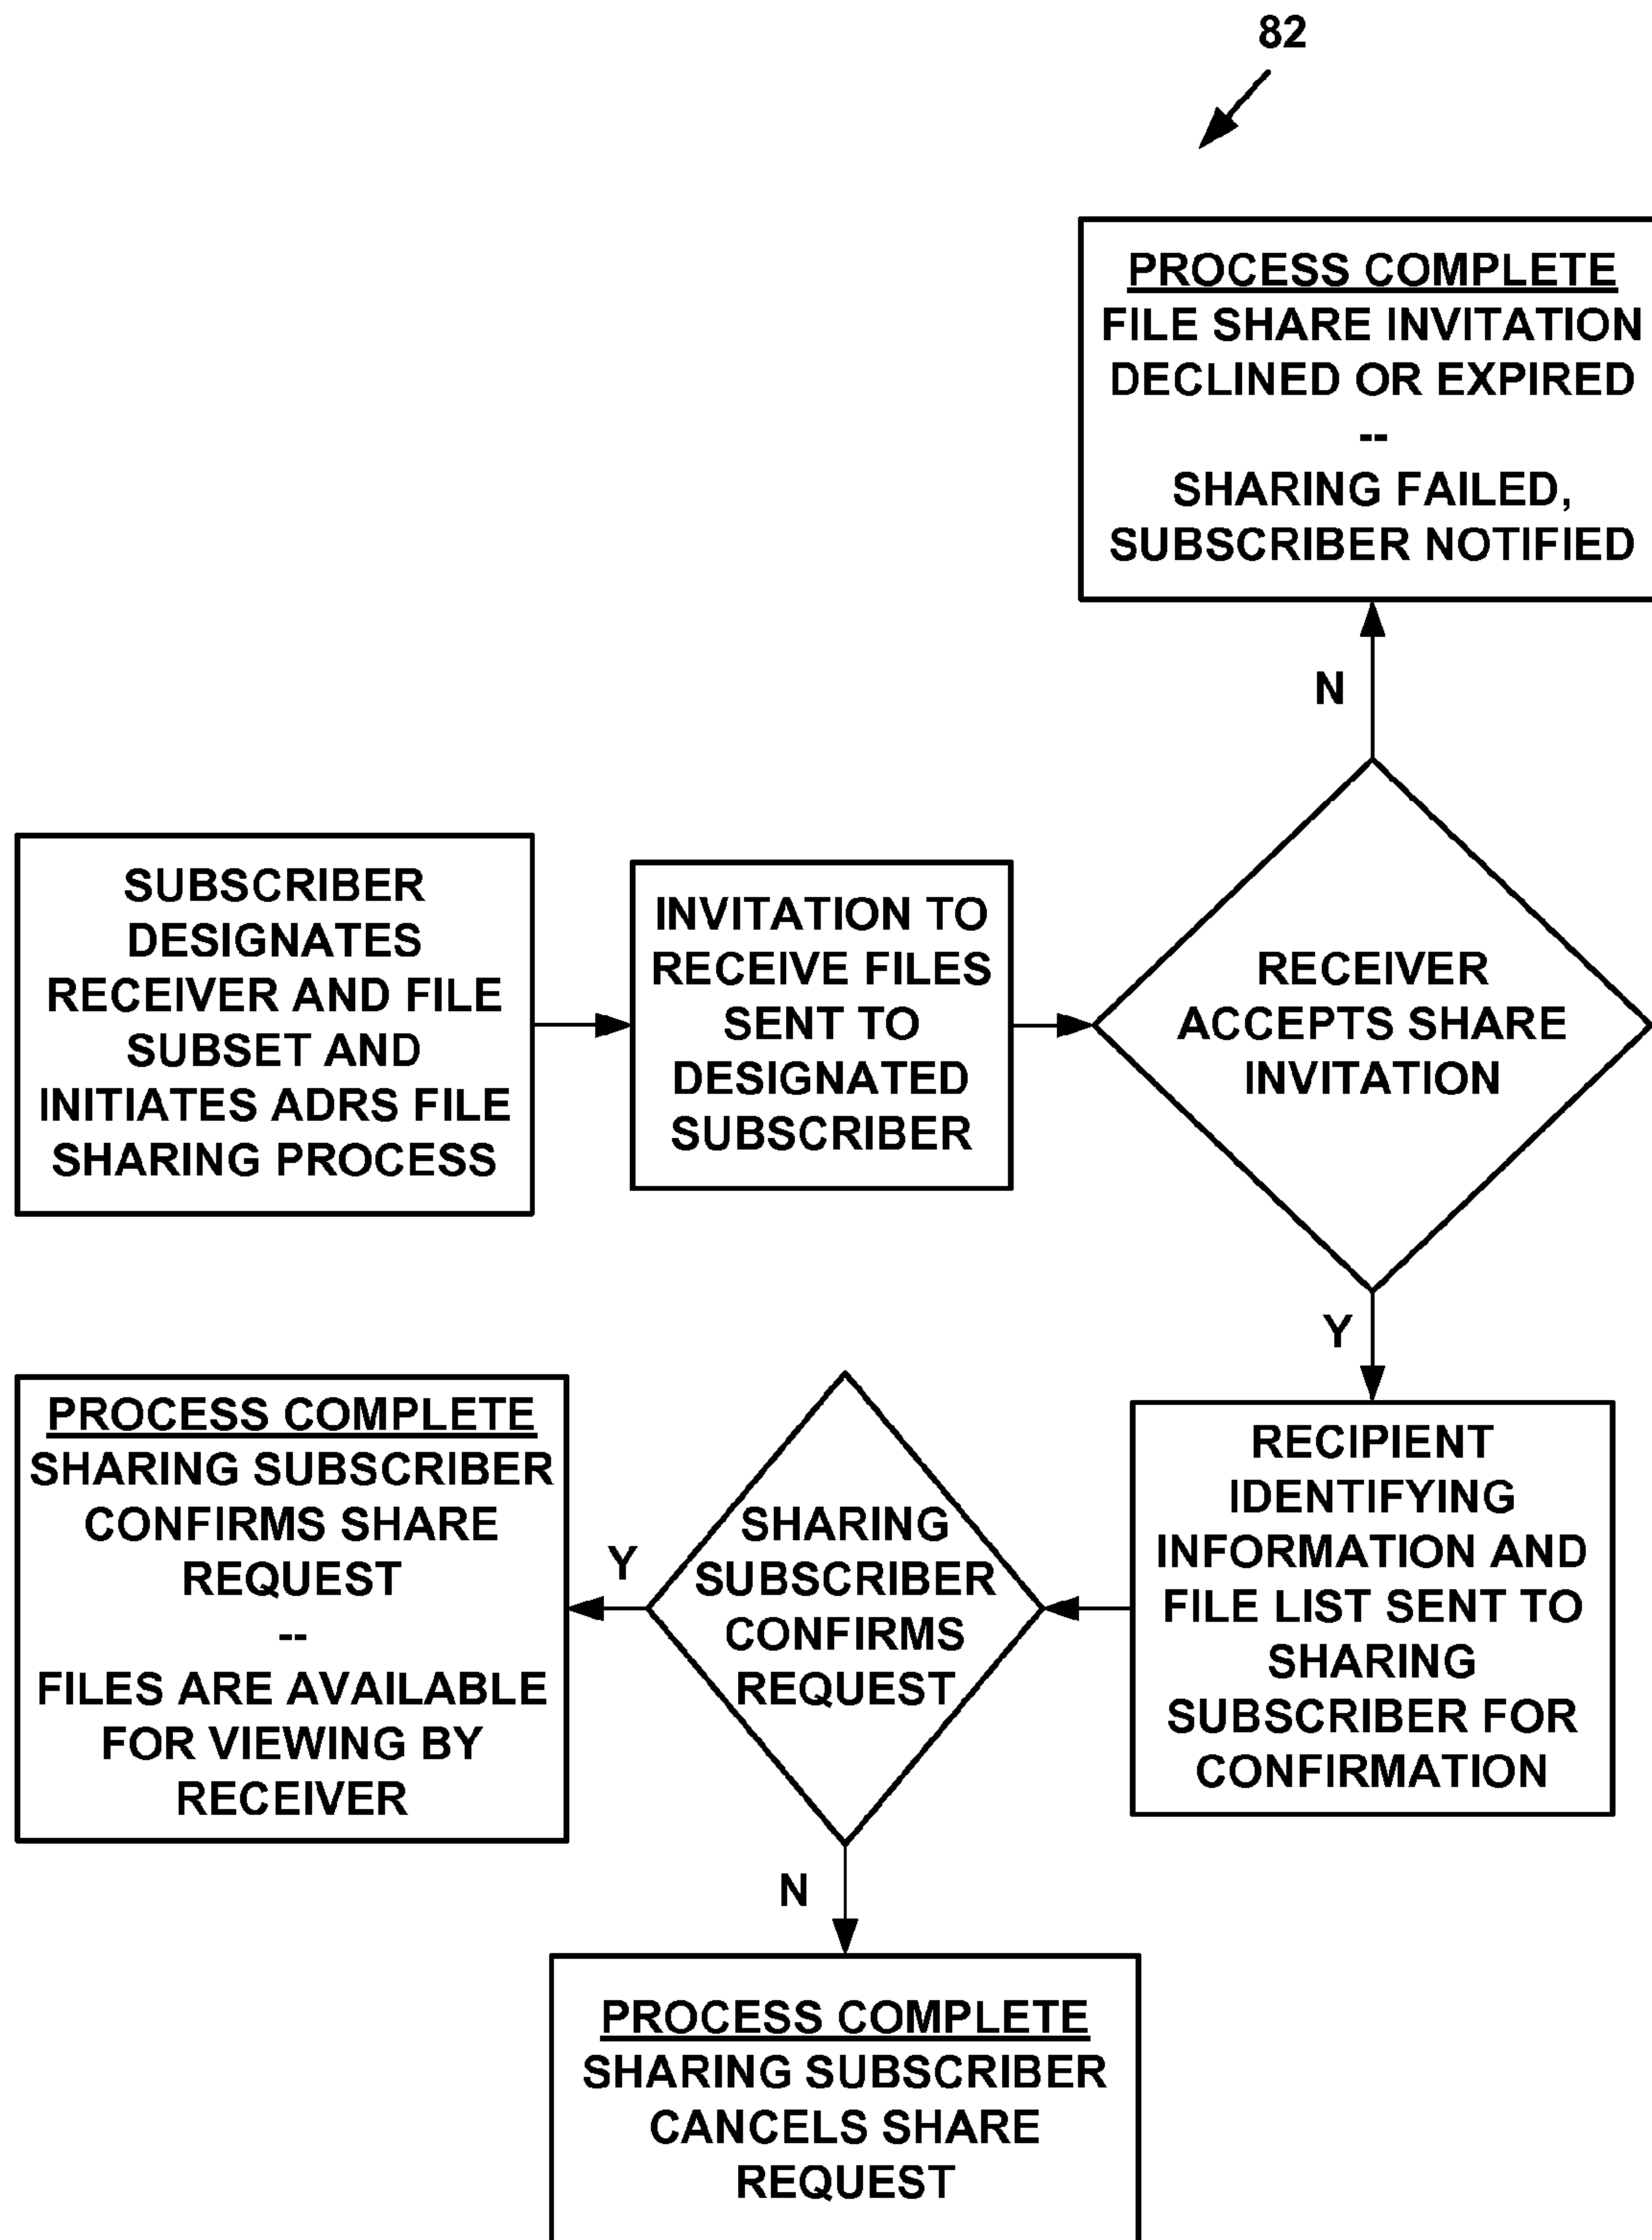 82
PROCESS COMPLETE
FILE SHARE INVITATION
DECLINED OR EXPIRED
--
SHARING FAILED,
SUBSCRIBER NOTIFIED
N
SUBSCRIBER
DESIGNATES
RECEIVER AND FILE
SUBSET AND
INITIATES ADRS FILE
SHARING PROCESS
INVITATION TO
RECEIVE FILES
SENT TO
DESIGNATED
SUBSCRIBER
RECEIVER
ACCEPTS SHARE
INVITATION
Y
RECIPIENT
IDENTIFYING
INFORMATION AND
FILE LIST SENT TO
SHARING
SUBSCRIBER FOR
CONFIRMATION
SHARING
SUBSCRIBER
CONFIRMS
REQUEST
Y
PROCESS COMPLETE
SHARING SUBSCRIBER
CONFIRMS SHARE
REQUEST
--
FILES ARE AVAILABLE
FOR VIEWING BY
RECEIVER
N
PROCESS COMPLETE
SHARING SUBSCRIBER
CANCELS SHARE
REQUEST